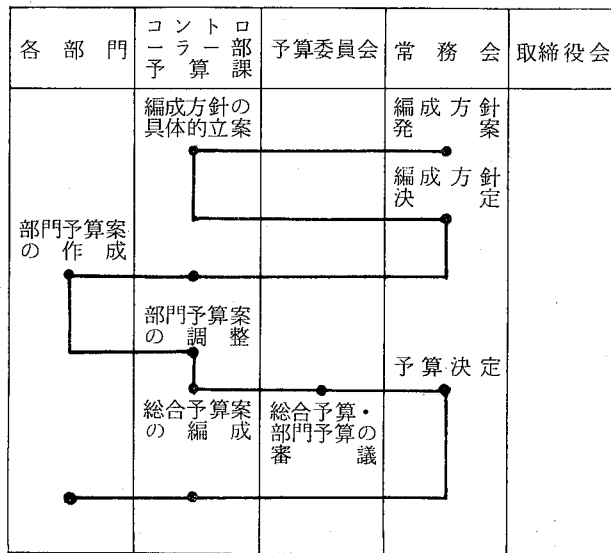 各部門
コントロ
ーラー部
予算課
予算委員会
常務会
取締役会
編成方針の
具体的立案
編成方針
発案
編成方針
決定
部門予算案
の作成
部門予算案
の調整
予算決定
総合予算案
の編成
総合予算・
部門予算の
審議